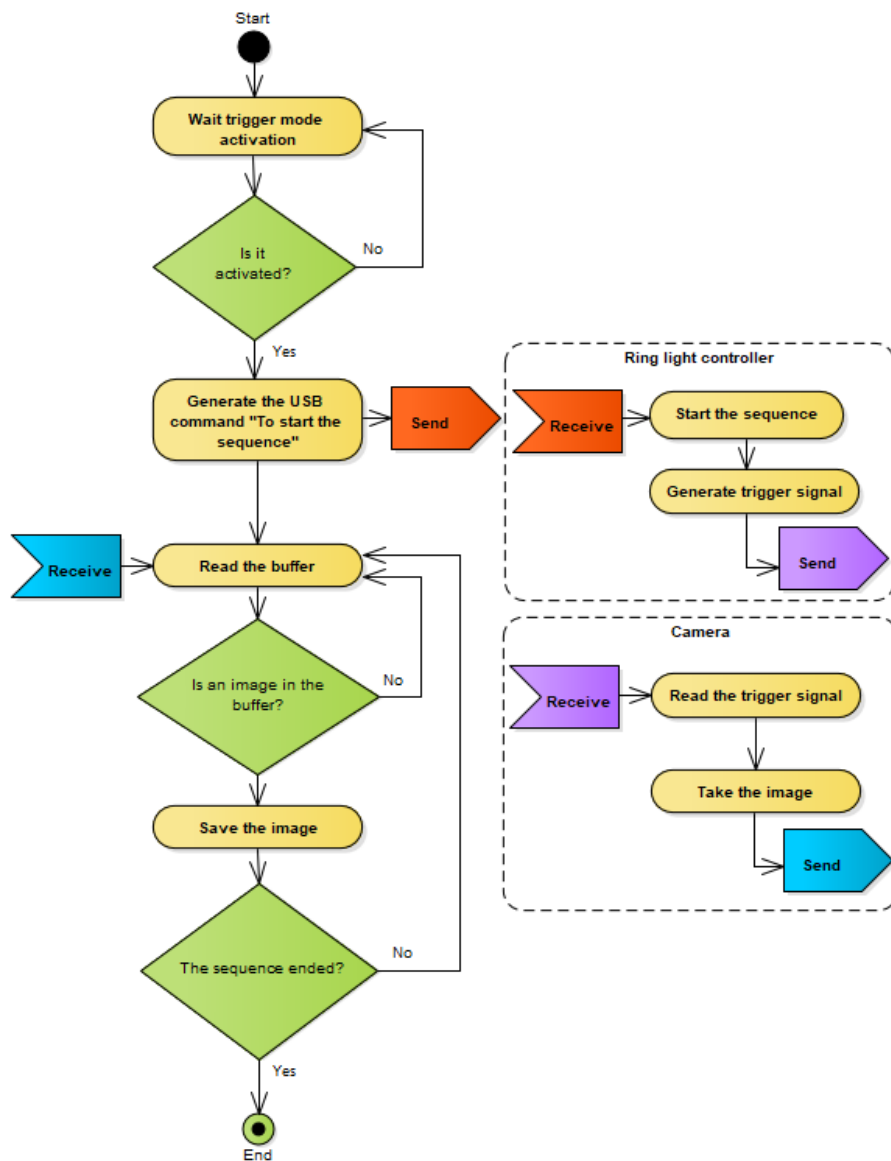 Start
Wait trigger mode
activation
Is it
activated?
No
Yes
Generate the USB
command "To start the
sequence"
Send
Ring light controller
Receive
Start the sequence
Generate trigger signal
Send
Receive
Read the buffer
Is an image in the
buffer?
No
Camera
Receive
Read the trigger signal
Take the image
Send
Save the image
The sequence ended?
No
Yes
End